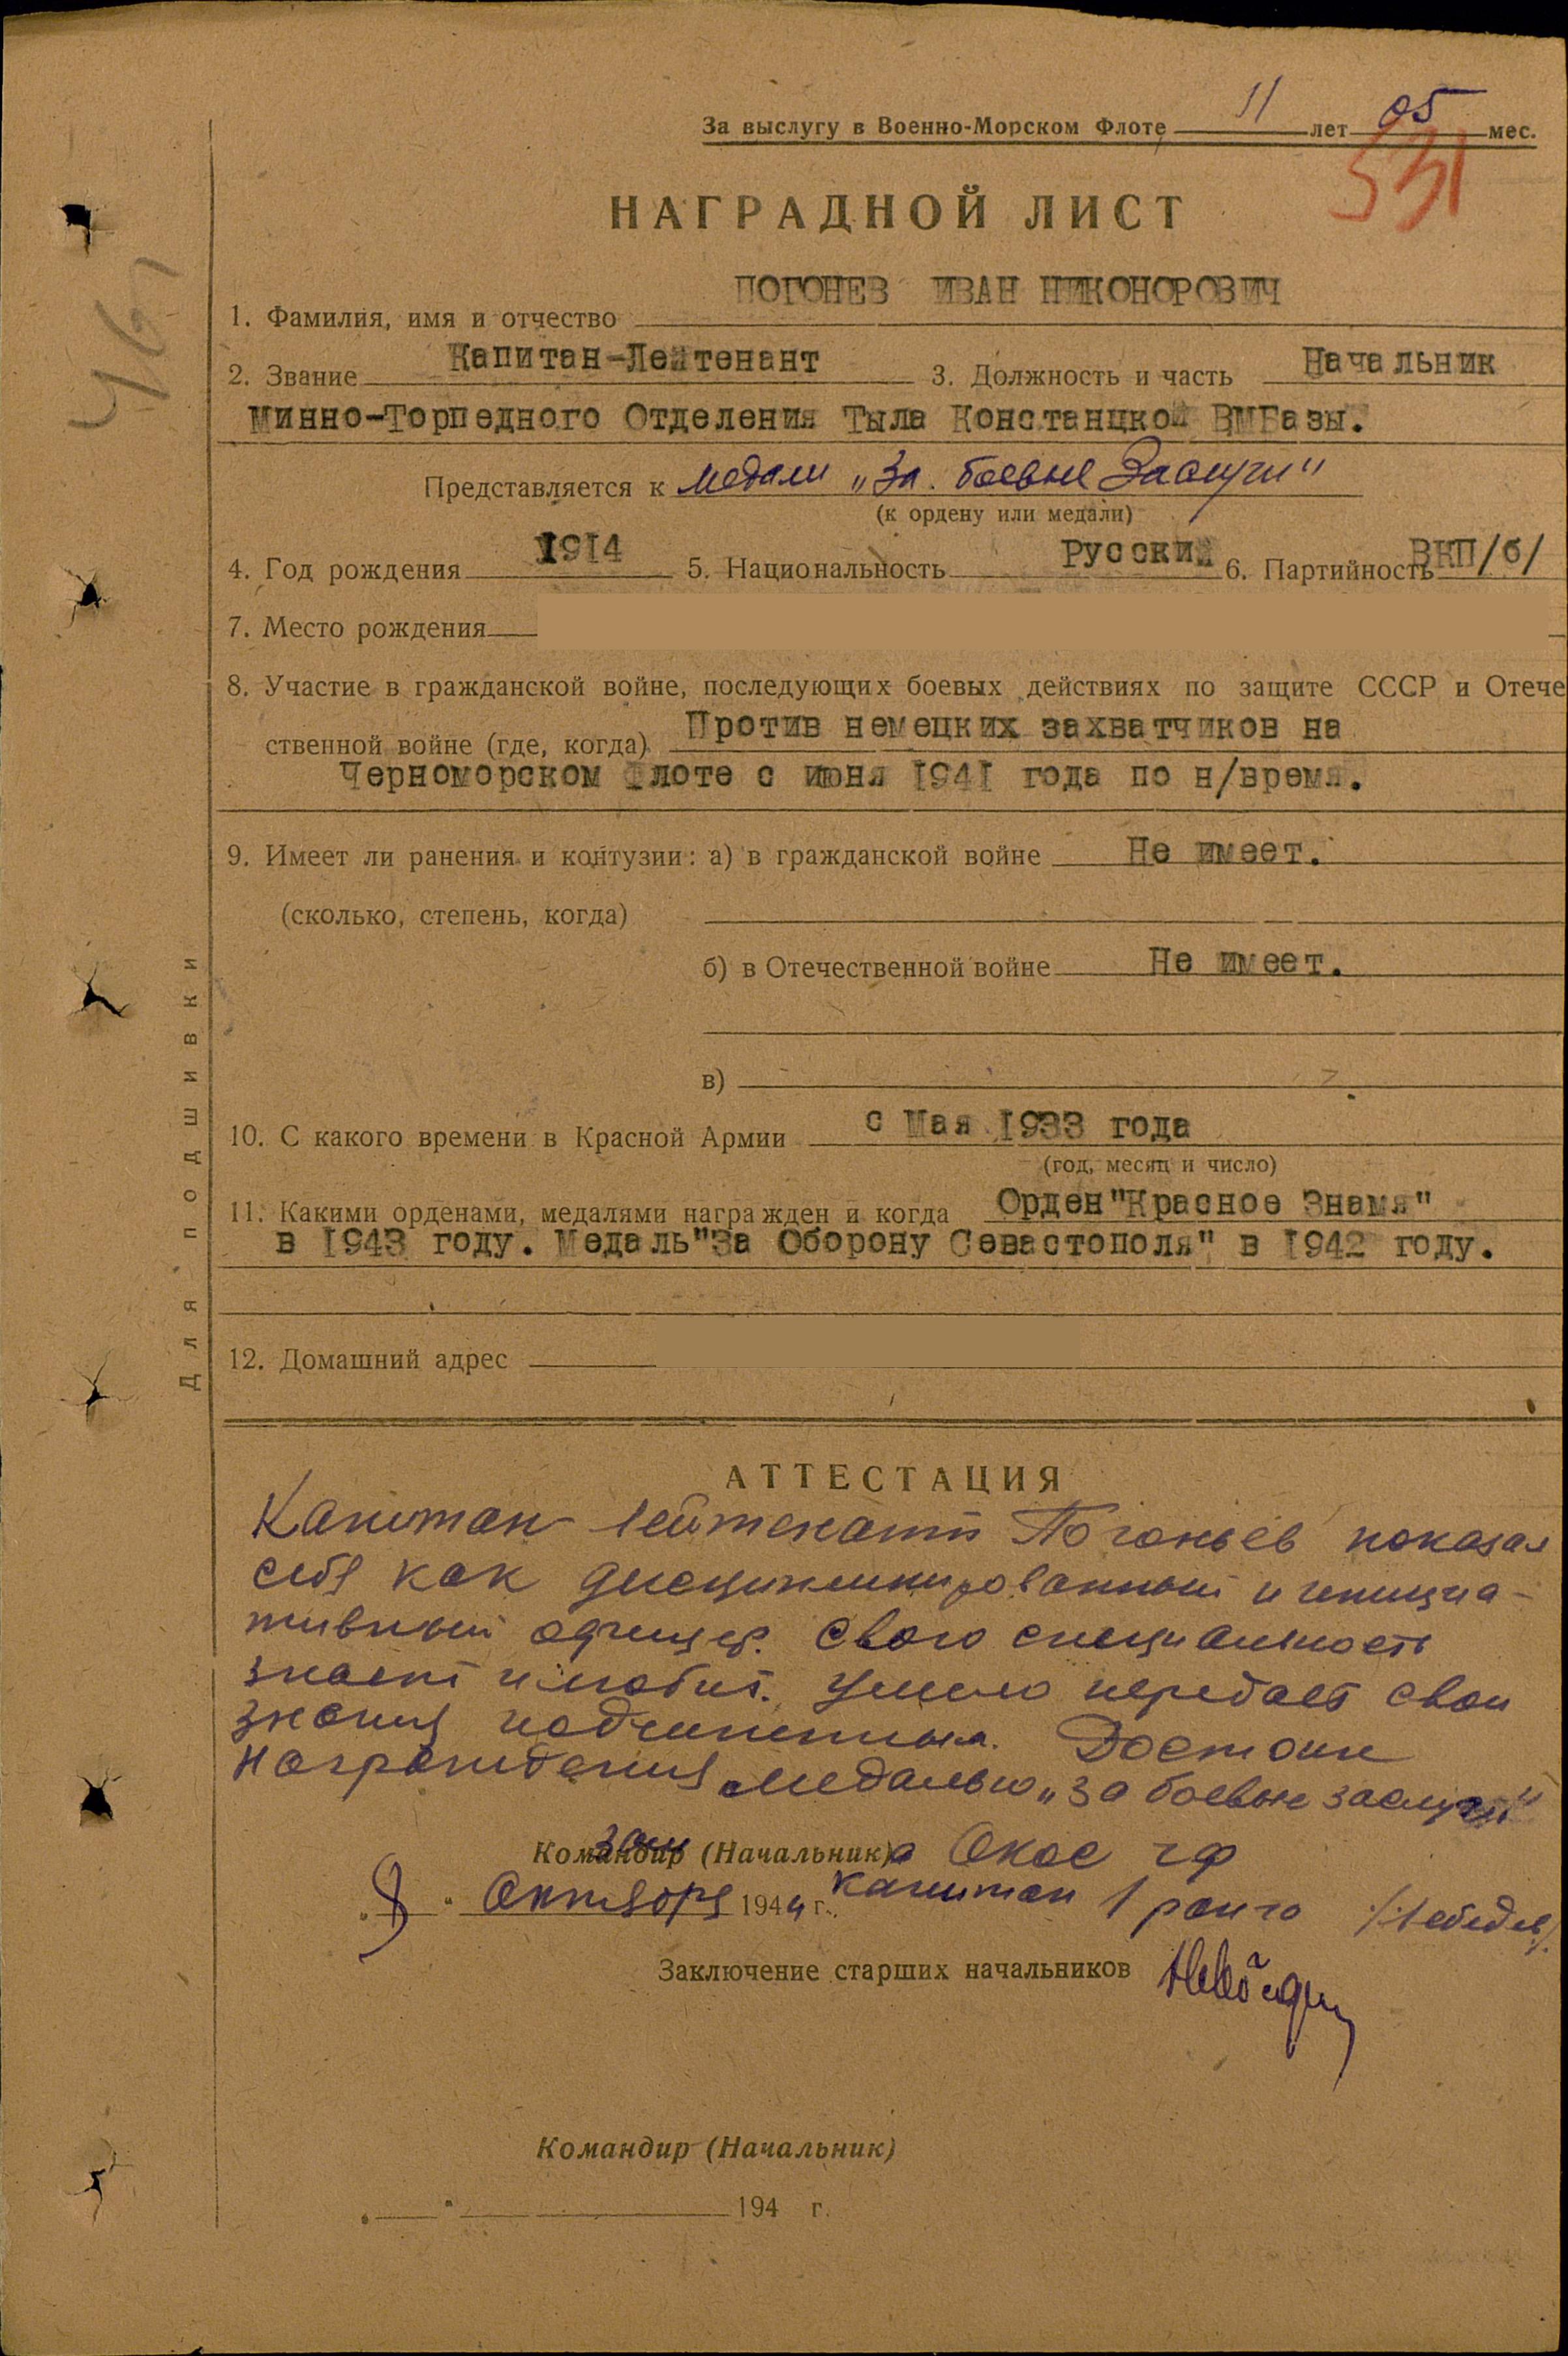 За выслугу в Военно-Морском Флоте 11 лет 05 мес.
531
НАГРАДНОЙ ЛИСТ
ПОГОНЕВ ИВАН НИКОНОРОВИЧ
1. Фамилия, имя и отчество
2. Звание Капитан-Лейтенант 3. Должность и часть Начальник
Минно-Торпедного Отделения Тыла Констанцкой ВМБазы.
Представляется к медали „За боевые Заслуги"
(к ордену или медали)
4. Год рождения 1914 5. Национальность Русский 6. Партийность ВКП/б/
7. Место рождения
8. Участие в гражданской войне, последующих боевых действиях по защите СССР и Отече
ственной войне (где, когда) Против немецких захватчиков на
Черноморском Флоте с июня 1941 года по н/время.
9. Имеет ли ранения и контузии: а) в гражданской войне Не имеет.
(сколько, степень, когда)
б) в Отечественной войне Не имеет.
в)
10. С какого времени в Красной Армии с Мая 1933 года
(год, месяц и число)
11. Какими орденами, медалями награжден и когда Орден "Красное Знамя"
в 1943 году. Медаль "За Оборону Севастополя" в 1942 году.
12. Домашний адрес
Для подшивки
АТТЕСТАЦИЯ
Капитан лейтенант Погоньев показал
себя как дисциплинированный и инициа-
тивный офицер. Свою специальность
знает и любит. Умело передает свои
знания подчиненным. Достоин
награждения медалью „За боевые заслуги"
Командир (Начальник) зам а Окос ЧФ
„8" Октября 1944 г. Капитан 1 ранга /Лебедев/
Заключение старших начальников
Командир (Начальник)
„ " 194 г.